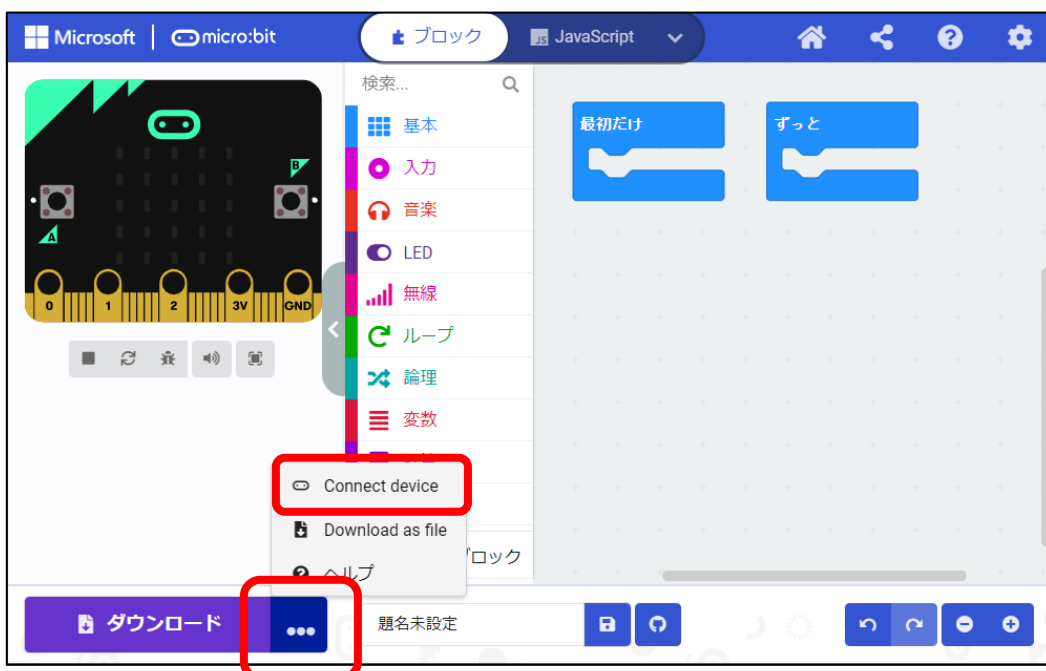 Microsoft micro:bit
ブロック
JS JavaScript
検索...
基本
入力
音楽
LED
無線
ループ
論理
変数
最初だけ
ずっと
B
A
0 1 2 3V GND
Connect device
Download as file
ブロック
ヘルプ
ダウンロード
題名未設定